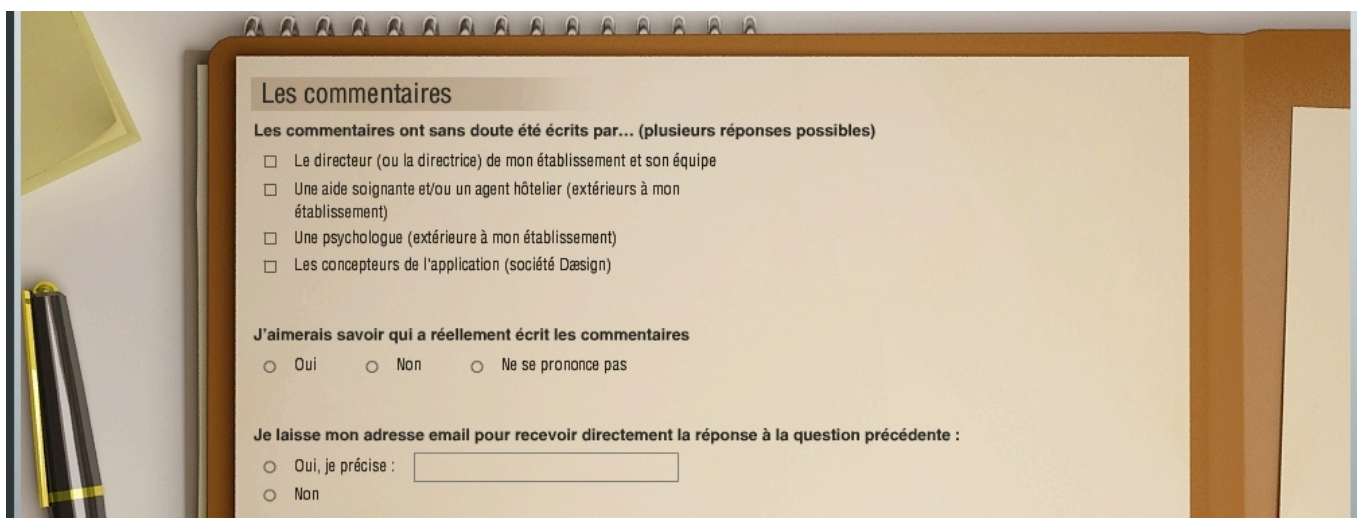 Les commentaires
Les commentaires ont sans doute été écrits par... (plusieurs réponses possibles)
Le directeur (ou la directrice) de mon établissement et son équipe
Une aide soignante et/ou un agent hôtelier (extérieurs à mon
établissement)
Une psychologue (extérieure à mon établissement)
Les concepteurs de l'application (société Dæsign)
J'aimerais savoir qui a réellement écrit les commentaires
Oui Non Ne se prononce pas
Je laisse mon adresse email pour recevoir directement la réponse à la question précédente :
Oui, je précise :
Non